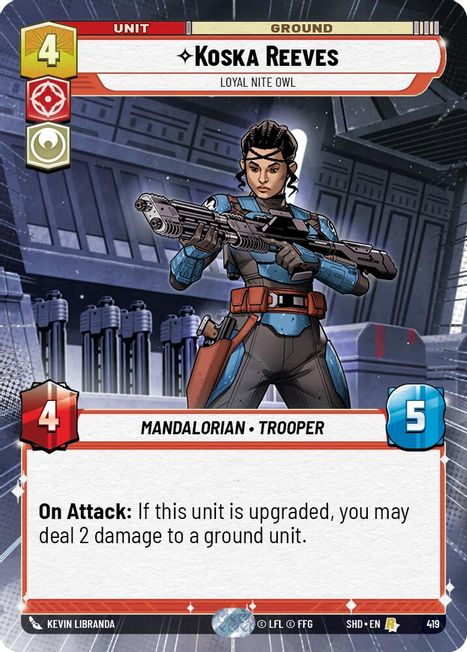 4
UNIT
GROUND
✧KOSKA REEVES
LOYAL NITE OWL
4
MANDALORIAN • TROOPER
5
On Attack: If this unit is upgraded, you may
deal 2 damage to a ground unit.
KEVIN LIBRANDA
© LFL © FFG
SHD • EN
R
419